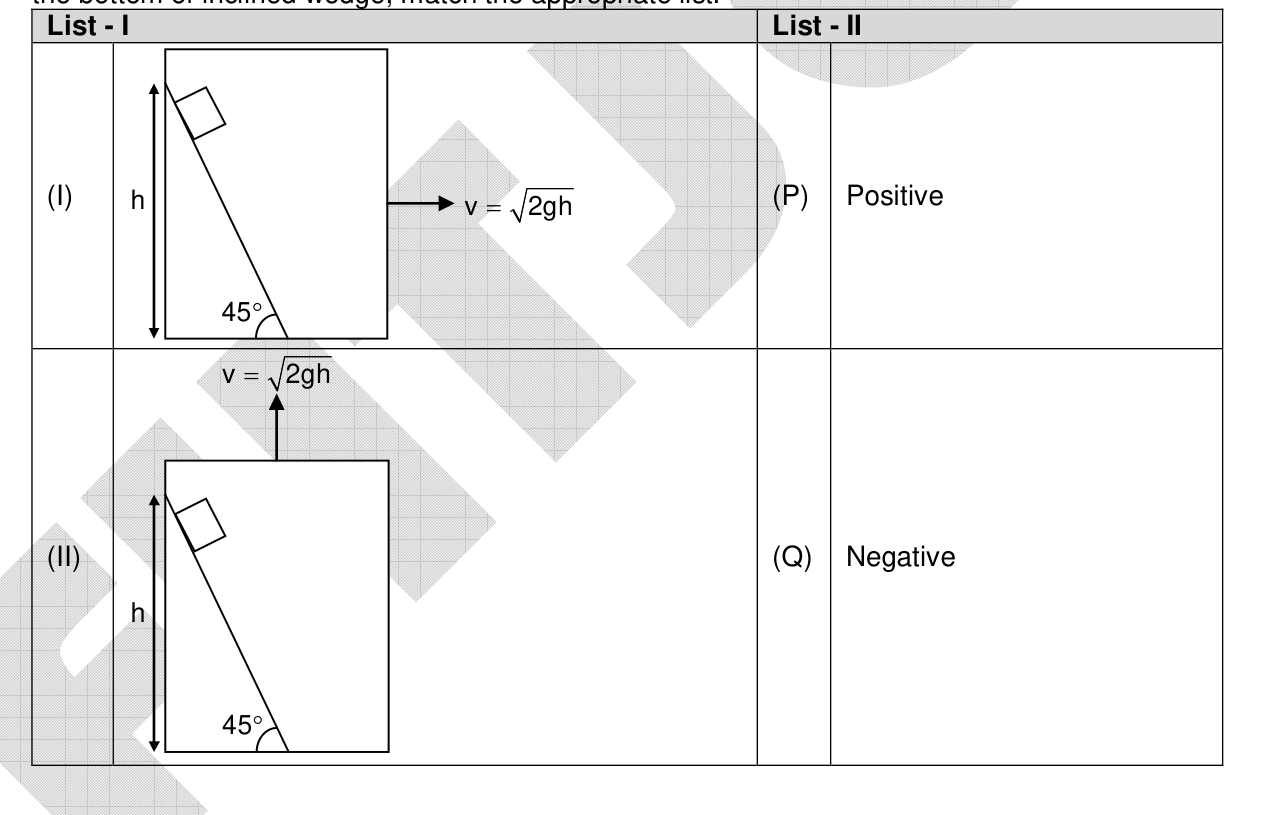 the bottom of inclined wedge, match the appropriate list.
List - I List - II
(I) h 45° v = √2gh (P) Positive
v = √2gh
(II) h 45° (Q) Negative